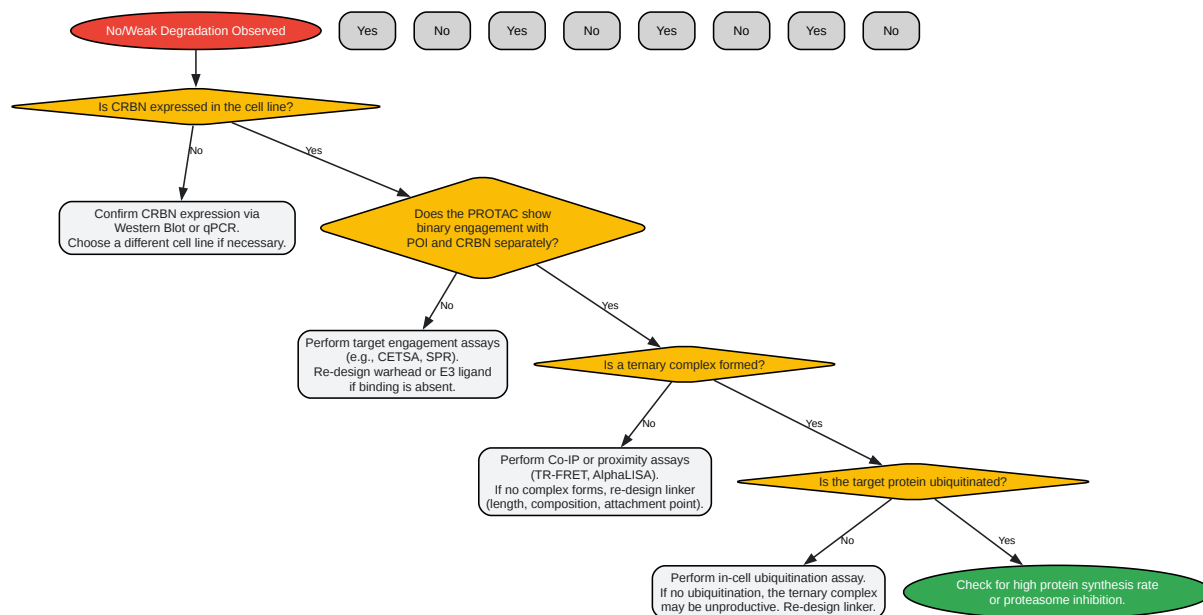 No/Weak Degradation Observed
Yes
No
Yes
No
Yes
No
Yes
No
Is CRBN expressed in the cell line?
No
Yes
Confirm CRBN expression via
Western Blot or qPCR.
Choose a different cell line if necessary.
Does the PROTAC show
binary engagement with
POI and CRBN separately?
No
Yes
Perform target engagement assays
(e.g., CETSA, SPR).
Re-design warhead or E3 ligand
if binding is absent.
Is a ternary complex formed?
No
Yes
Perform Co-IP or proximity assays
(TR-FRET, AlphaLISA).
If no complex forms, re-design linker
(length, composition, attachment point).
Is the target protein ubiquitinated?
No
Yes
Perform in-cell ubiquitination assay.
If no ubiquitination, the ternary complex
may be unproductive. Re-design linker.
Check for high protein synthesis rate
or proteasome inhibition.